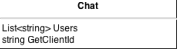 Chat
List<string> Users
string GetClientId